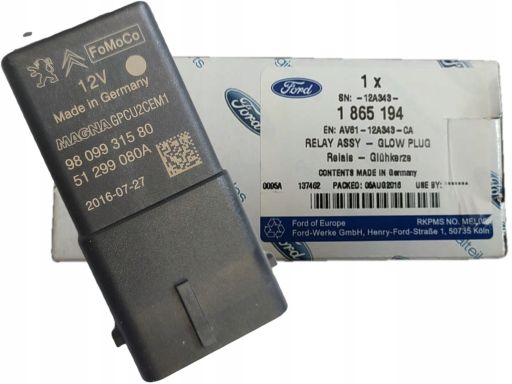 FoMoCo
12V
Made in Germany
MAGNA GPCU2CEM1
98 099 315 80
51 299 080A
2016-07-27
Ford
1 x
SN: -12A343-
1 865 194
EN: AV61 -12A343 -CA
RELAY ASSY - GLOW PLUG
Relais - Glühkerze
CONTENTS MADE IN Germany
0095A 137462 PACKED: 05AUG2016 USE BY: *******
Ford of Europe
RKPMS NO.
Ford-Werke GmbH, Henry-Ford-Straße 1, 50735 Köln